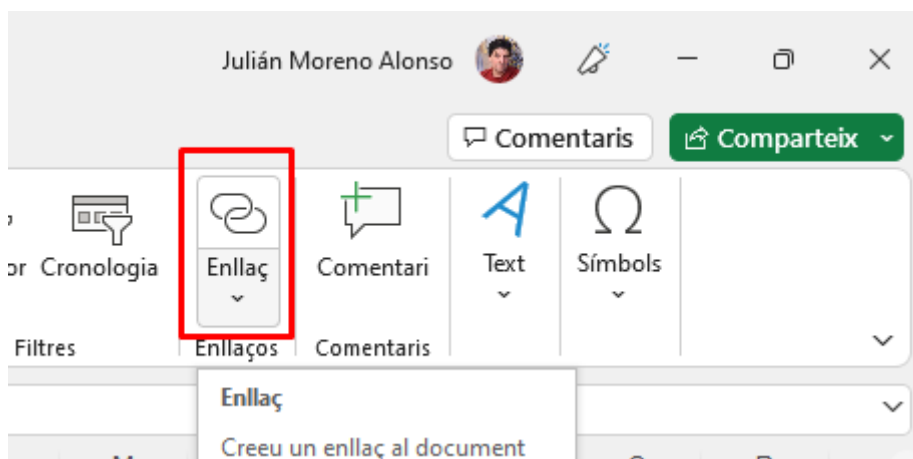 Julián Moreno Alonso
Comentaris
Comparteix
or Cronologia
Enllaç
Comentari
Text
Símbols
Filtres
Enllaços
Comentaris
Enllaç
Creeu un enllaç al document